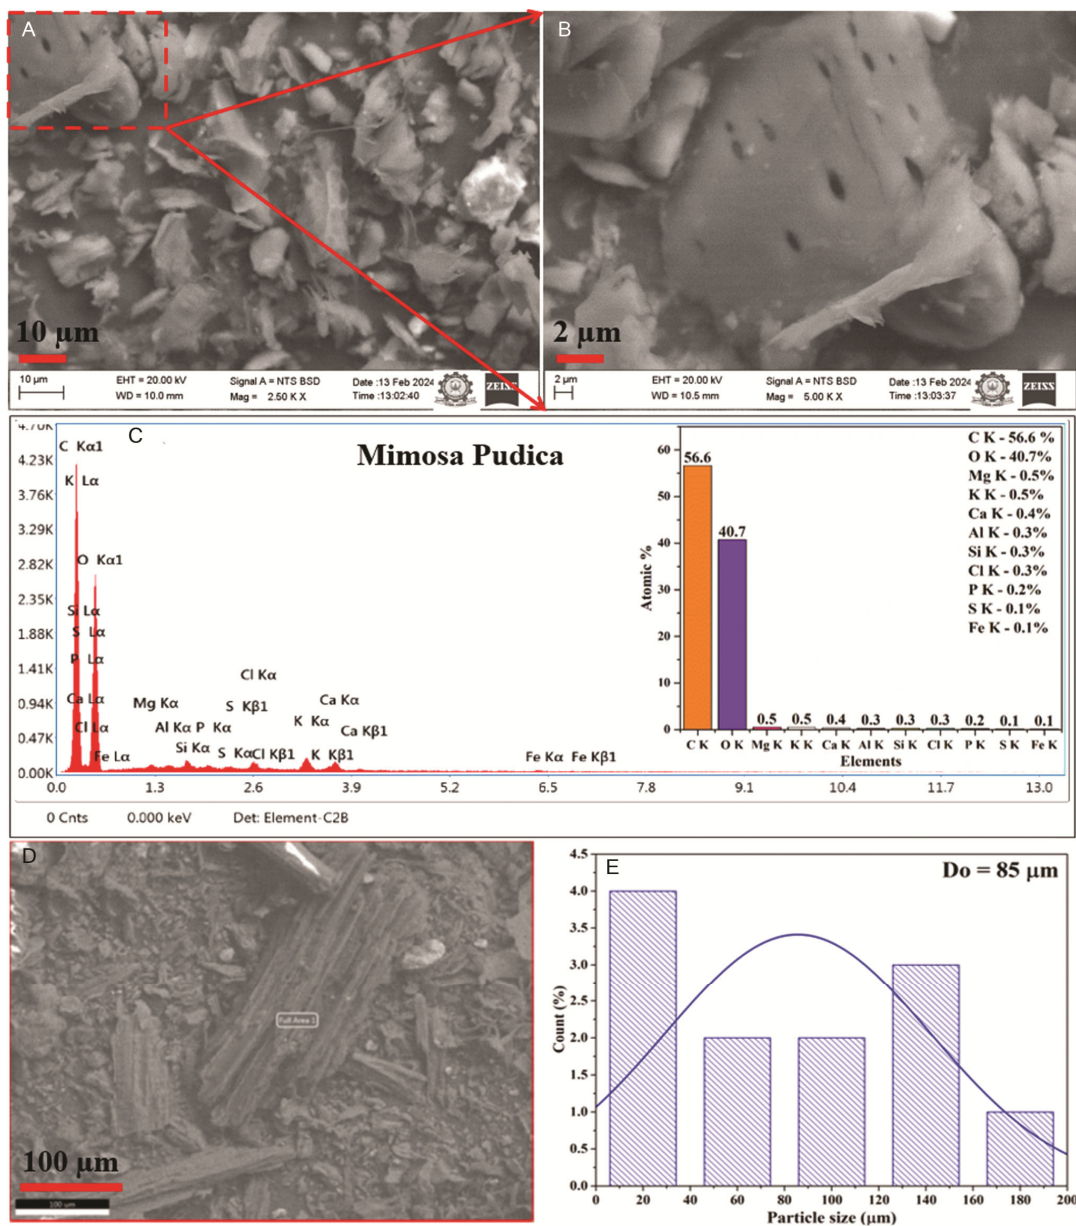 A
10 µm
10 µm
EHT = 20.00 kV
WD = 10.0 mm
Signal A = NTS BSD
Mag = 2.50 K X
Date :13 Feb 2024
Time :13:02:40
ZEISS
B
2 µm
2 µm
EHT = 20.00 kV
WD = 10.5 mm
Signal A = NTS BSD
Mag = 5.00 K X
Date :13 Feb 2024
Time :13:03:37
ZEISS
C
Mimosa Pudica
4.70K
4.23K
3.76K
3.29K
2.82K
2.35K
1.88K
1.41K
0.94K
0.47K
0.00K
C Kα1
K Lα
O Kα1
Si Lα
S Lα
P Lα
Ca Lα
Cl Lα
Fe Lα
Mg Kα
Al Kα
Si Kα
P Kα
S Kα
S Kβ1
Cl Kα
Cl Kβ1
K Kα
K Kβ1
Ca Kα
Ca Kβ1
Fe Kα
Fe Kβ1
0.0 1.3 2.6 3.9 5.2 6.5 7.8 9.1 10.4 11.7 13.0
0 Cnts 0.000 keV Det: Element-C2B
Atomic %
60
50
40
30
20
10
0
56.6
40.7
0.5 0.5 0.4 0.3 0.3 0.3 0.2 0.1 0.1
C K O K Mg K K K Ca K Al K Si K Cl K P K S K Fe K
Elements
C K - 56.6 %
O K - 40.7%
Mg K - 0.5%
K K - 0.5%
Ca K - 0.4%
Al K - 0.3%
Si K - 0.3%
Cl K - 0.3%
P K - 0.2%
S K - 0.1%
Fe K - 0.1%
D
Full Area 1
100 µm
100 µm
E
Do = 85 µm
Count (%)
4.5
4.0
3.5
3.0
2.5
2.0
1.5
1.0
0.5
0.0
0 20 40 60 80 100 120 140 160 180 200
Particle size (µm)